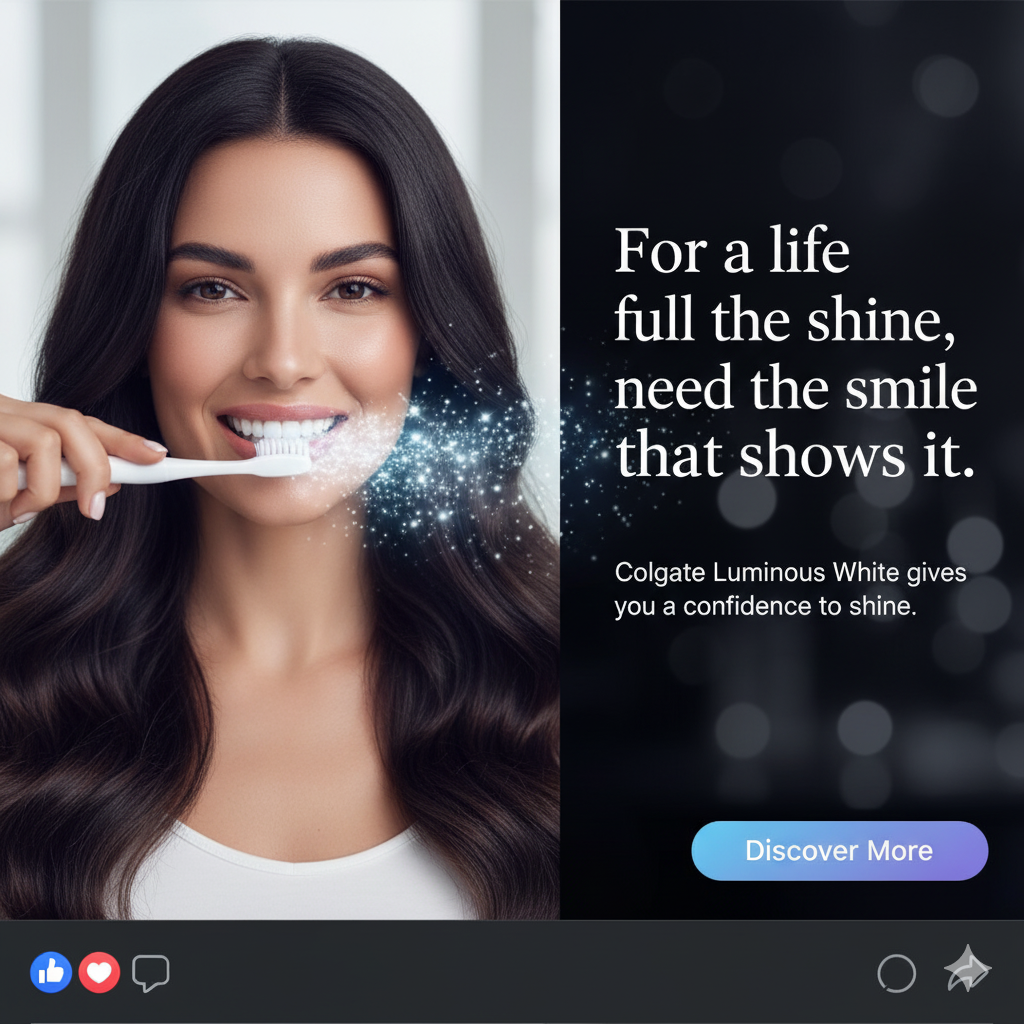 For a life
full the shine,
need the smile
that shows it.
Colgate Luminous White gives
you a confidence to shine.
Discover More